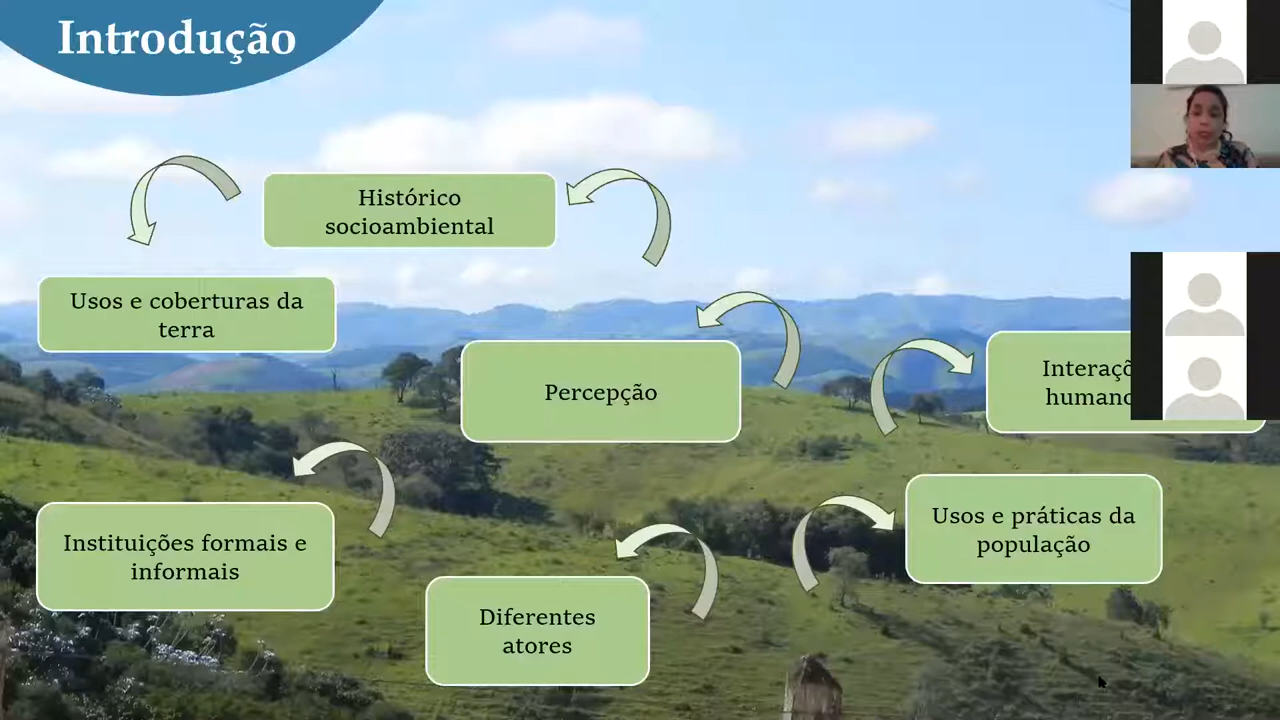 Introdução
Histórico
socioambiental
Usos e coberturas da
terra
Percepção
Usos e práticas da
população
Instituições formais e
informais
Diferentes
atores